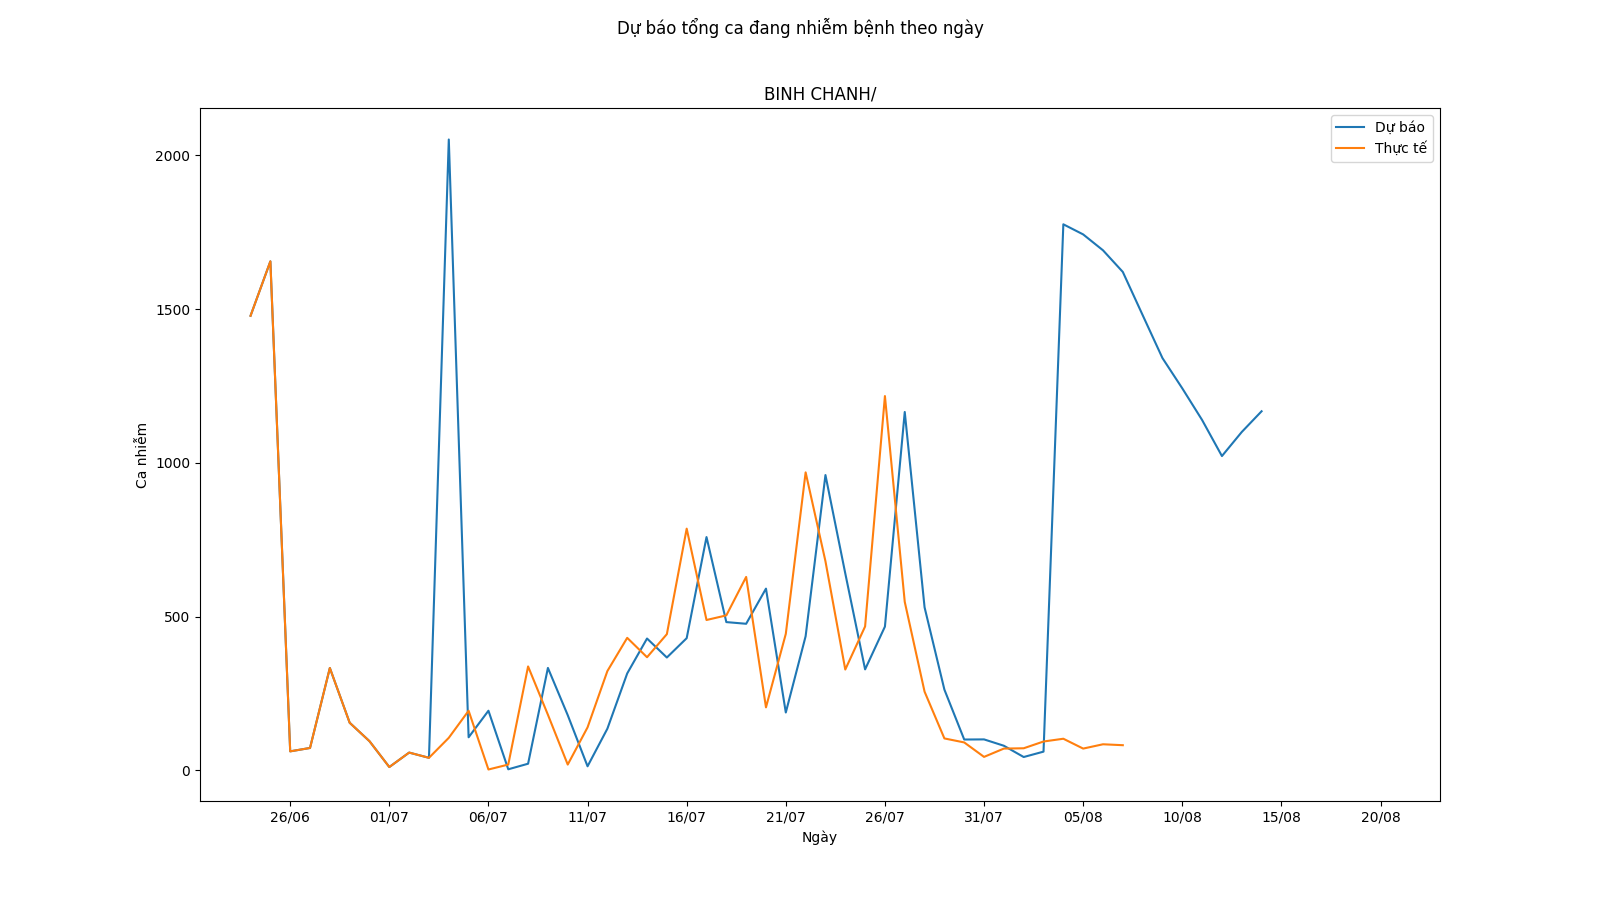 Dự báo tổng ca đang nhiễm bệnh theo ngày
BINH CHANH/
Dự báo
Thực tế
2000
1500
1000
500
0
Ca nhiễm
26/06 01/07 06/07 11/07 16/07 21/07 26/07 31/07 05/08 10/08 15/08 20/08
Ngày